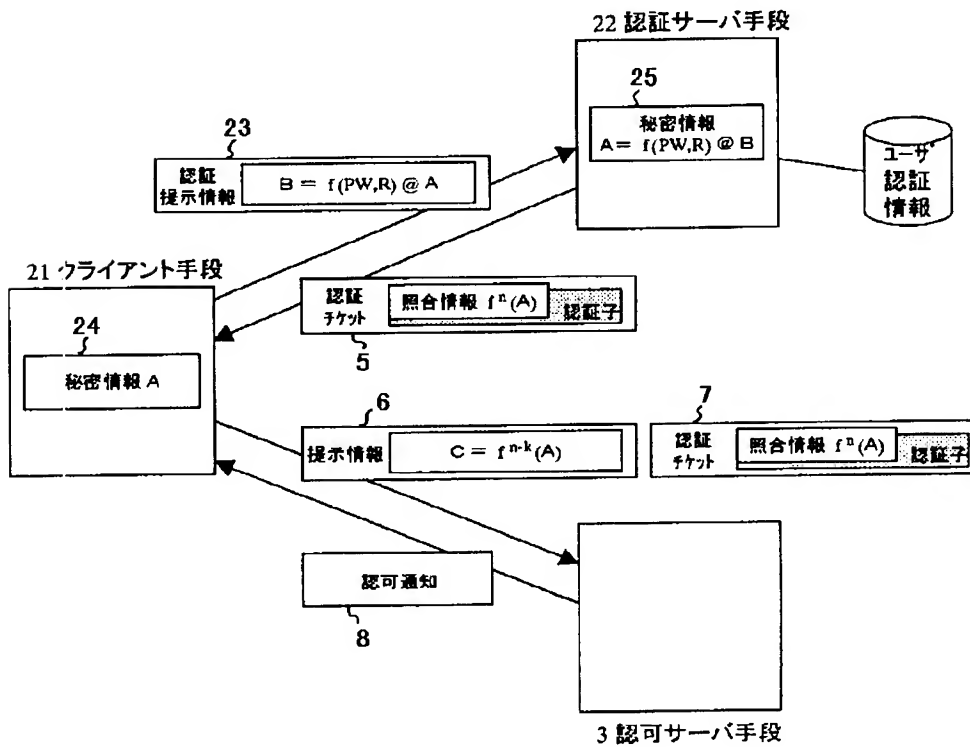 22 認証サーバ手段
25
秘密情報
A= f(PW,R) @ B
ユーザ
認証
情報
23
認証
提示情報
B = f(PW,R) @ A
21 クライアント手段
24
秘密情報 A
認証
チケット
照合情報 fⁿ(A)
認証子
5
6
提示情報
C = fⁿ⁻ᵏ(A)
7
認証
チケット
照合情報 fⁿ(A)
認証子
認可通知
8
3 認可サーバ手段